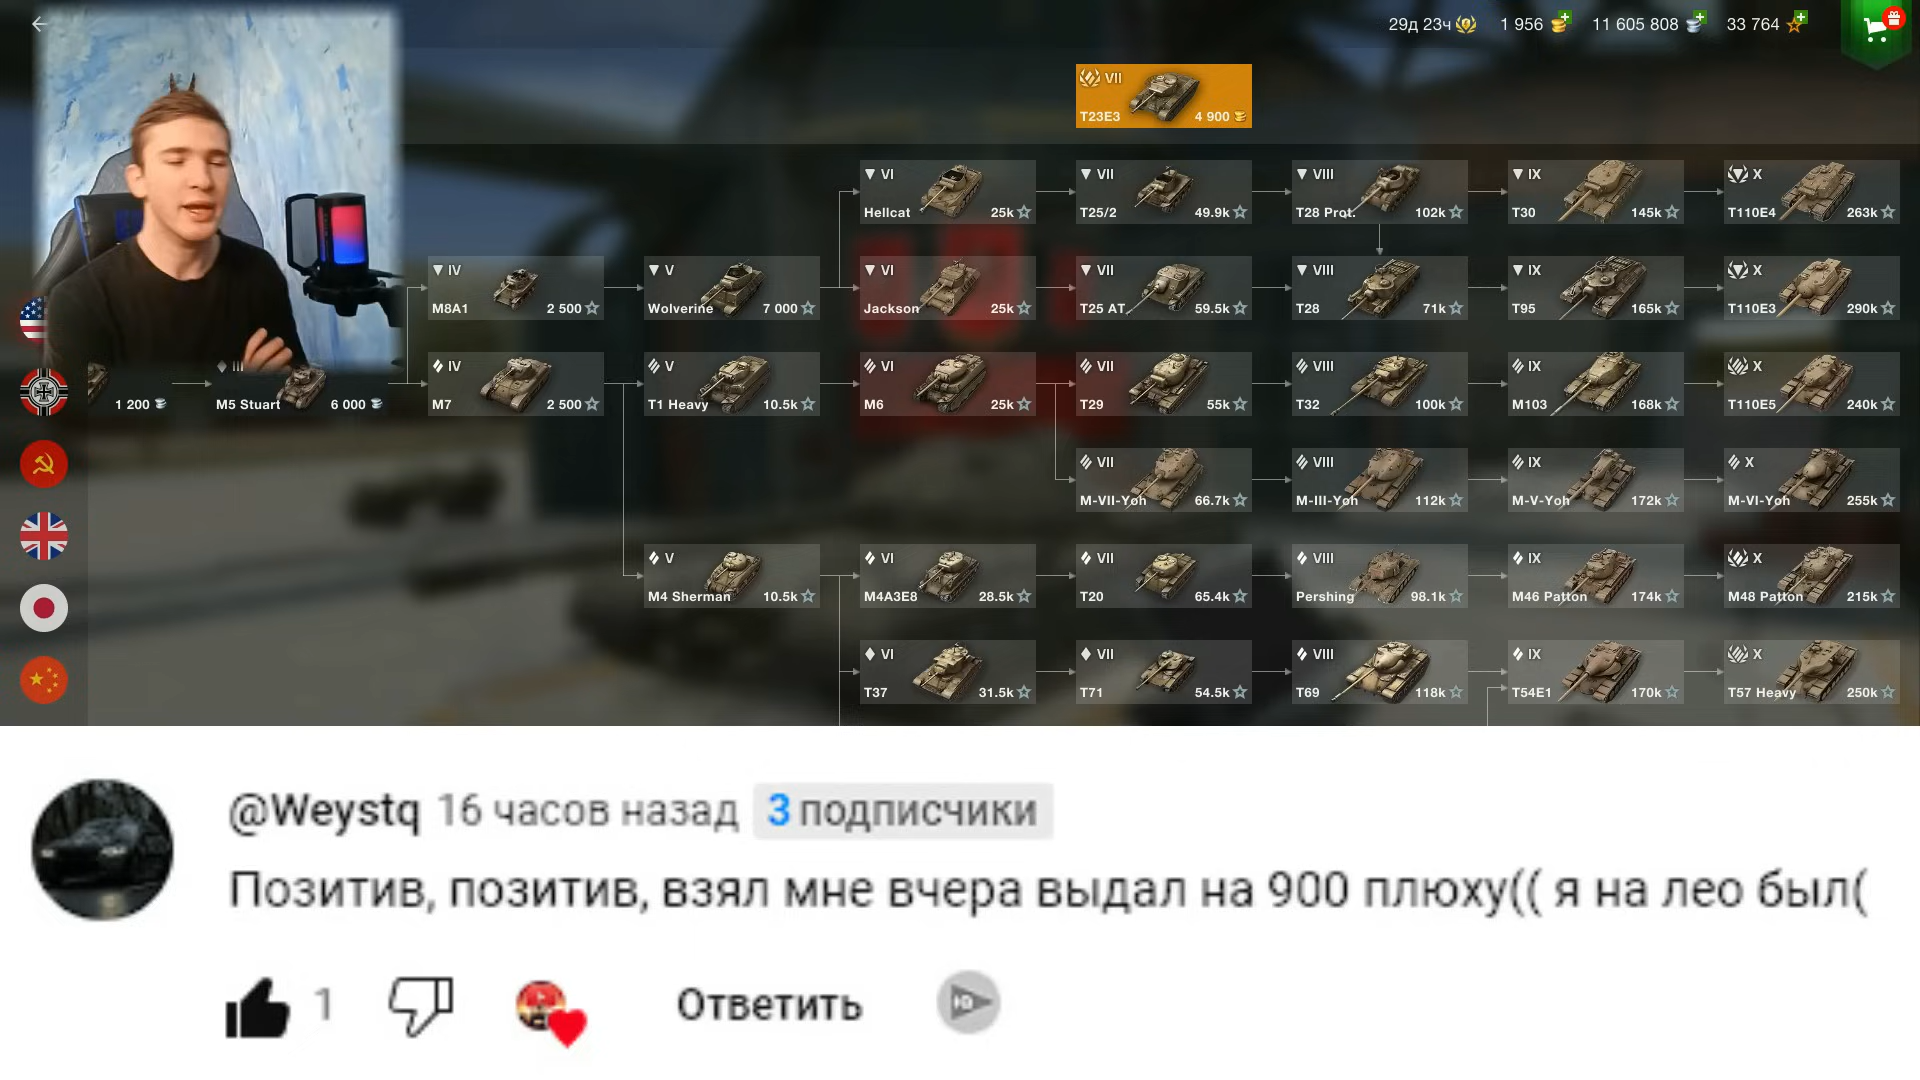 29д 23ч 1 956 11 605 808 33 764
VII
T23E3 4 900
VI VII VIII IX X
Hellcat 25k T25/2 49.9k T28 Prot. 102k T30 145k T110E4 263k
IV V VI VII VIII IX X
M8A1 2 500 Wolverine 7 000 Jackson 25k T25 AT 59.5k T28 71k T95 165k T110E3 290k
III IV V VI VII VIII IX X
1 200 M5 Stuart 6 000 M7 2 500 T1 Heavy 10.5k M6 25k T29 55k T32 100k M103 168k T110E5 240k
VII VIII IX X
M-VII-Yoh 66.7k M-III-Yoh 112k M-V-Yoh 172k M-VI-Yoh 255k
V VI VII VIII IX X
M4 Sherman 10.5k M4A3E8 28.5k T20 65.4k Pershing 98.1k M46 Patton 174k M48 Patton 215k
VI VII VIII IX X
T37 31.5k T71 54.5k T69 118k T54E1 170k T57 Heavy 250k
@Weystq 16 часов назад 3 подписчики
Позитив, позитив, взял мне вчера выдал на 900 плюху(( я на лео был(
1 Ответить